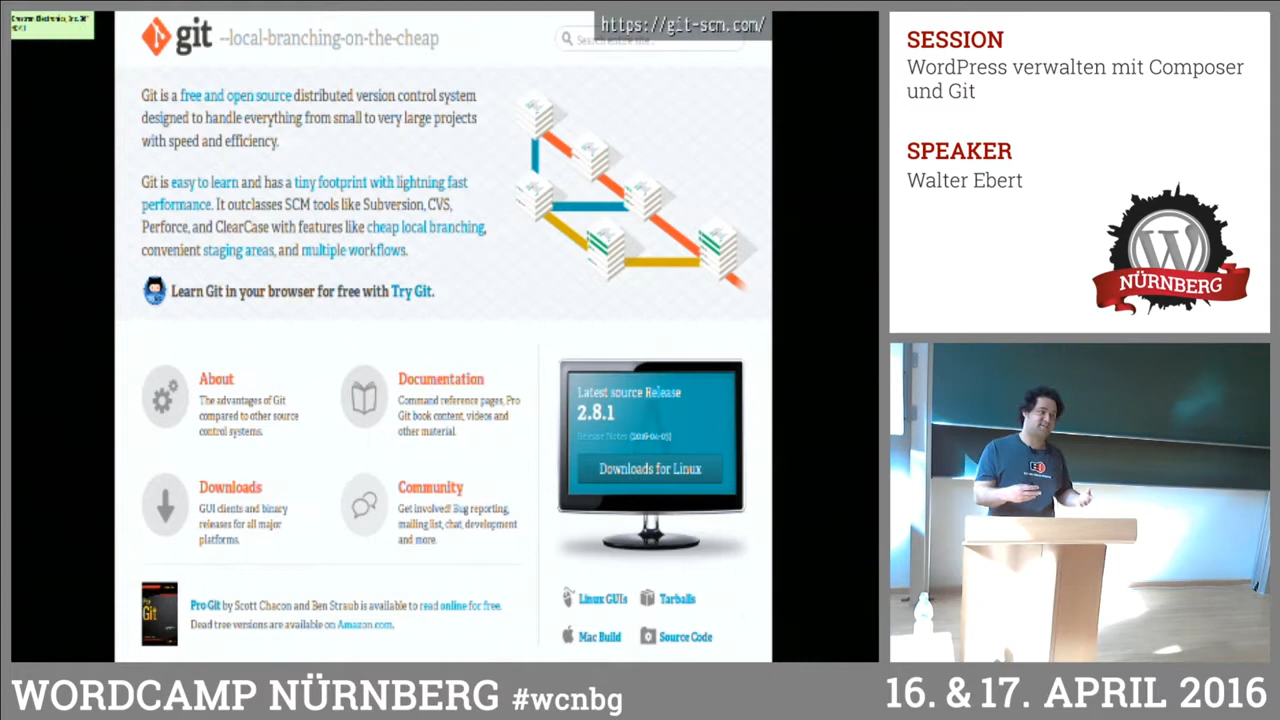 https://git-scm.com/
git --local-branching-on-the-cheap
Search entire site...
Git is a free and open source distributed version control system
designed to handle everything from small to very large projects
with speed and efficiency.
Git is easy to learn and has a tiny footprint with lightning fast
performance. It outclasses SCM tools like Subversion, CVS,
Perforce, and ClearCase with features like cheap local branching,
convenient staging areas, and multiple workflows.
Learn Git in your browser for free with Try Git.
About
The advantages of Git
compared to other source
control systems.
Documentation
Command reference pages, Pro
Git book content, videos and
other material.
Downloads
GUI clients and binary
releases for all major
platforms.
Community
Get involved! Bug reporting,
mailing list, chat, development
and more.
Latest source Release
2.8.1
Release Notes (2016-04-03)
Downloads for Linux
Linux GUIs
Tarballs
Mac Build
Source Code
Git
Pro Git by Scott Chacon and Ben Straub is available to read online for free.
Dead tree versions are available on Amazon.com.
SESSION
WordPress verwalten mit Composer
und Git
SPEAKER
Walter Ebert
W
NÜRNBERG
WORDCAMP NÜRNBERG #wcnbg
16. & 17. APRIL 2016